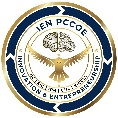 IEN PCCOE
INNOVATION & ENTREPRENEURSHIP